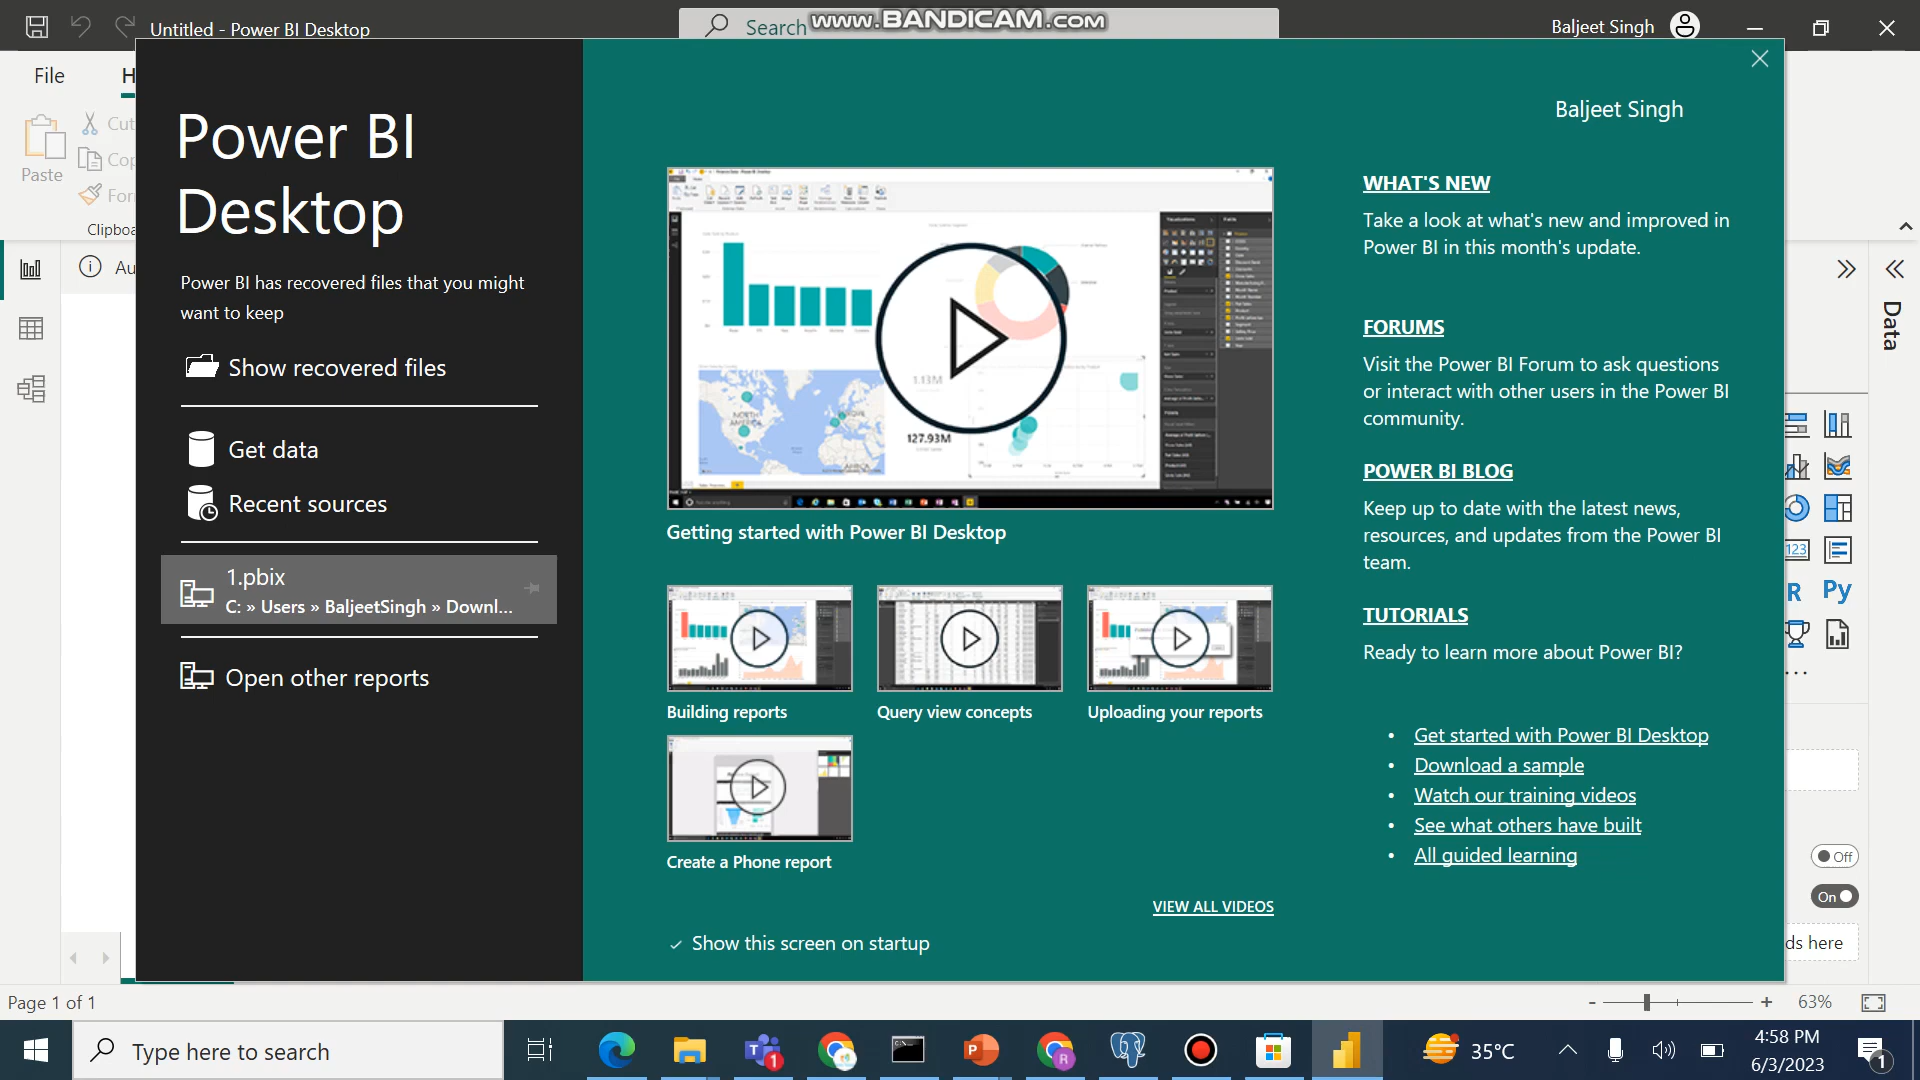 Untitled - Power BI Desktop
Search
www.BANDICAM.com
Baljeet Singh
File
H
Cut
Paste
Power BI
Desktop
Power BI has recovered files that you might
want to keep
Show recovered files
Get data
Recent sources
1.pbix
C: » Users » BaljeetSingh » Downl...
Open other reports
Baljeet Singh
127.93M
1.13M
Getting started with Power BI Desktop
Building reports
Query view concepts
Uploading your reports
Create a Phone report
VIEW ALL VIDEOS
Show this screen on startup
WHAT'S NEW
Take a look at what's new and improved in
Power BI in this month's update.
FORUMS
Visit the Power BI Forum to ask questions
or interact with other users in the Power BI
community.
POWER BI BLOG
Keep up to date with the latest news,
resources, and updates from the Power BI
team.
TUTORIALS
Ready to learn more about Power BI?
• Get started with Power BI Desktop
• Download a sample
• Watch our training videos
• See what others have built
• All guided learning
Data
123
R
Py
Off
On
ds here
Page 1 of 1
63%
Type here to search
35°C
4:58 PM
6/3/2023
1